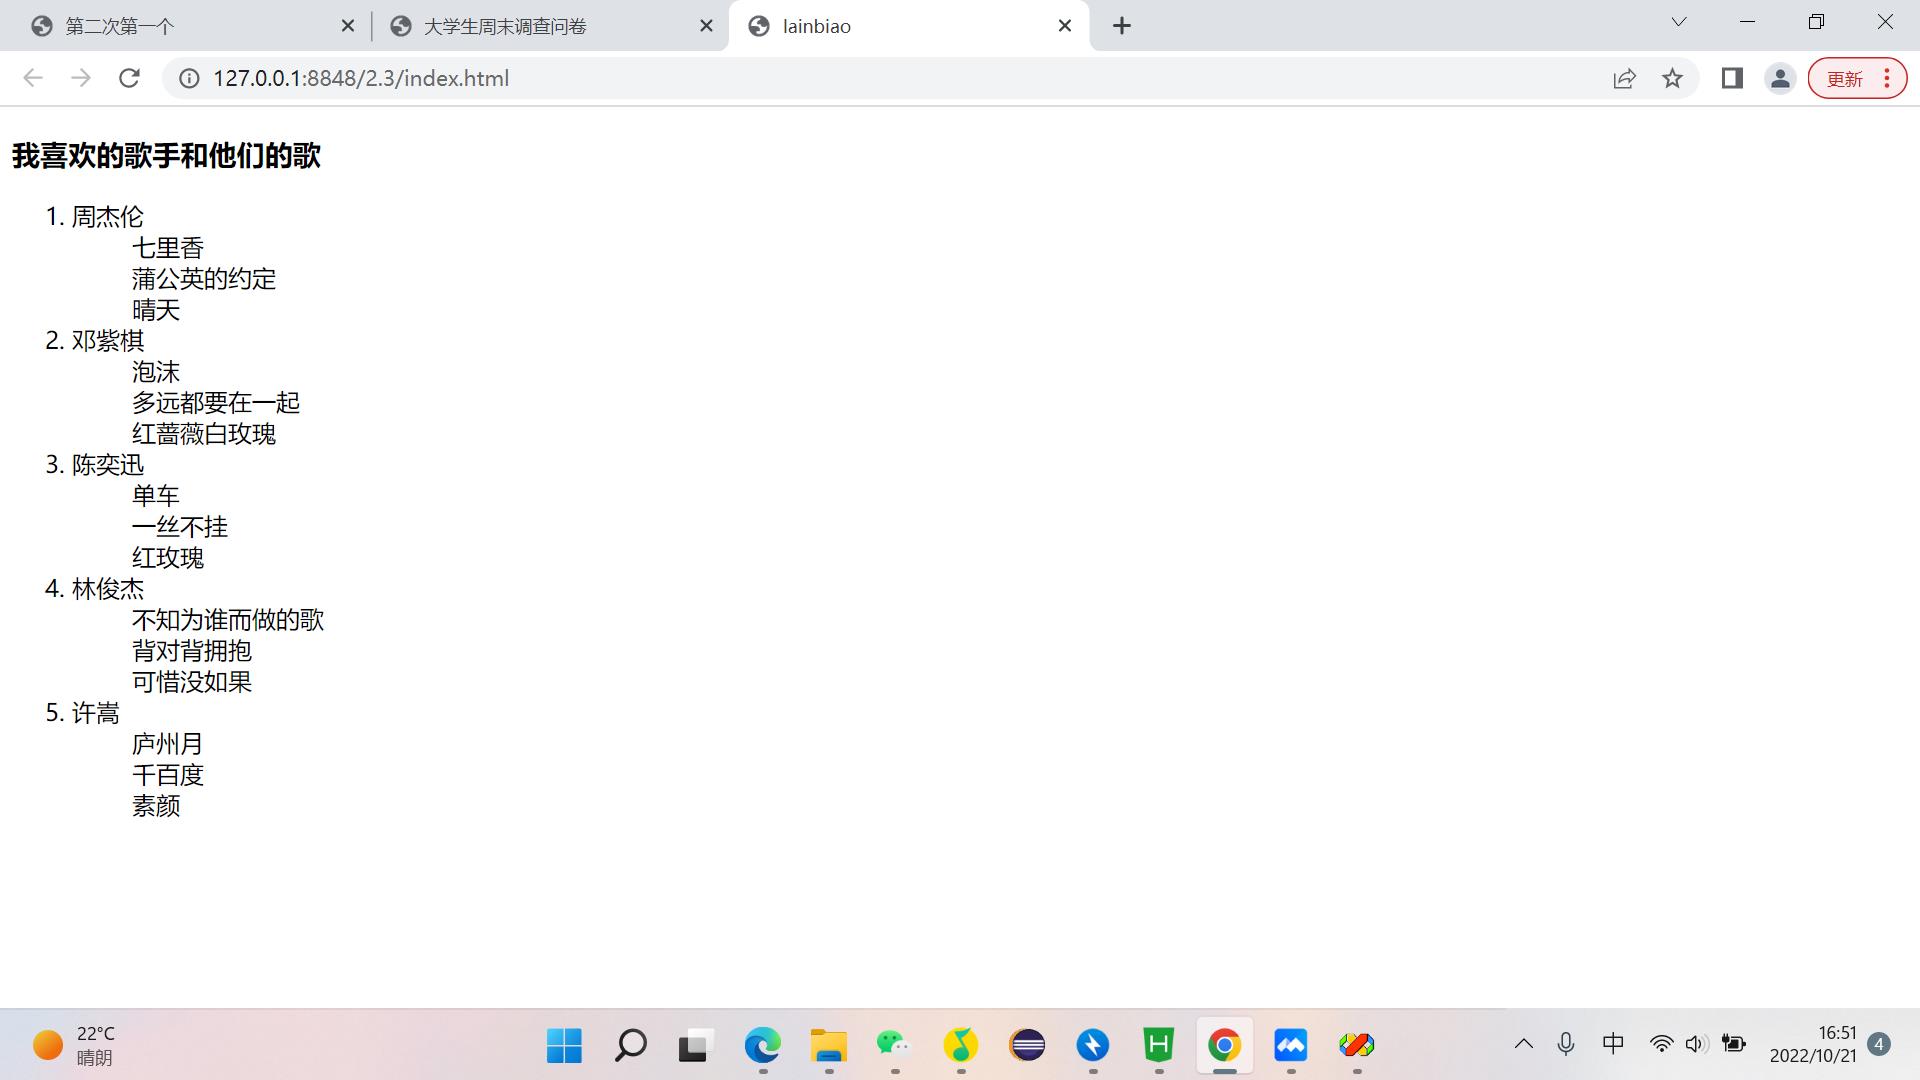 第二次第一个
大学生周末调查问卷
lainbiao
127.0.0.1:8848/2.3/index.html
更新
我喜欢的歌手和他们的歌
1. 周杰伦
七里香
蒲公英的约定
晴天
2. 邓紫棋
泡沫
多远都要在一起
红蔷薇白玫瑰
3. 陈奕迅
单车
一丝不挂
红玫瑰
4. 林俊杰
不知为谁而做的歌
背对背拥抱
可惜没如果
5. 许嵩
庐州月
千百度
素颜
22°C
晴朗
H
中
16:51
2022/10/21
4